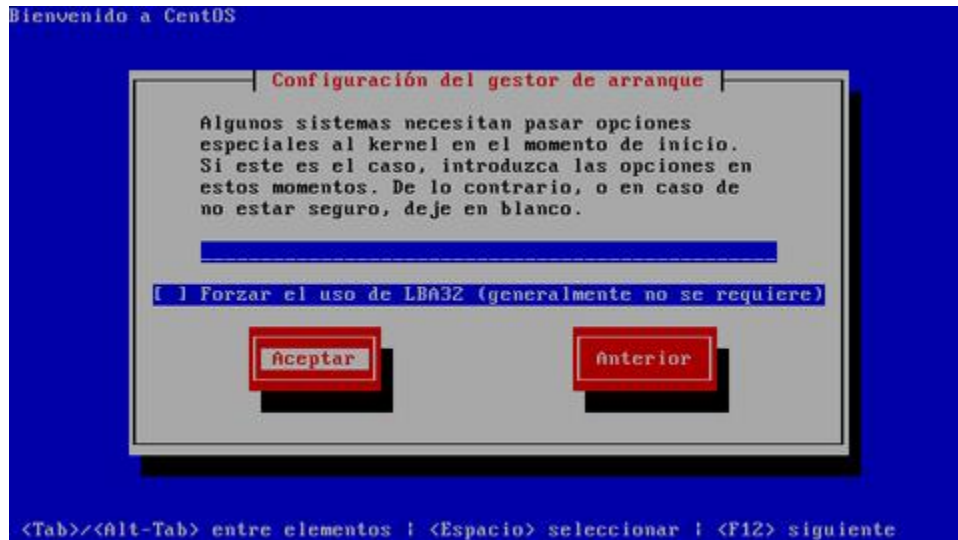 Bienvenido a CentOS
Configuración del gestor de arranque
Algunos sistemas necesitan pasar opciones
especiales al kernel en el momento de inicio.
Si este es el caso, introduzca las opciones en
estos momentos. De lo contrario, o en caso de
no estar seguro, deje en blanco.
[ ] Forzar el uso de LBA32 (generalmente no se requiere)
Aceptar
Anterior
<Tab>/<Alt-Tab> entre elementos | <Espacio> seleccionar | <F12> siguiente